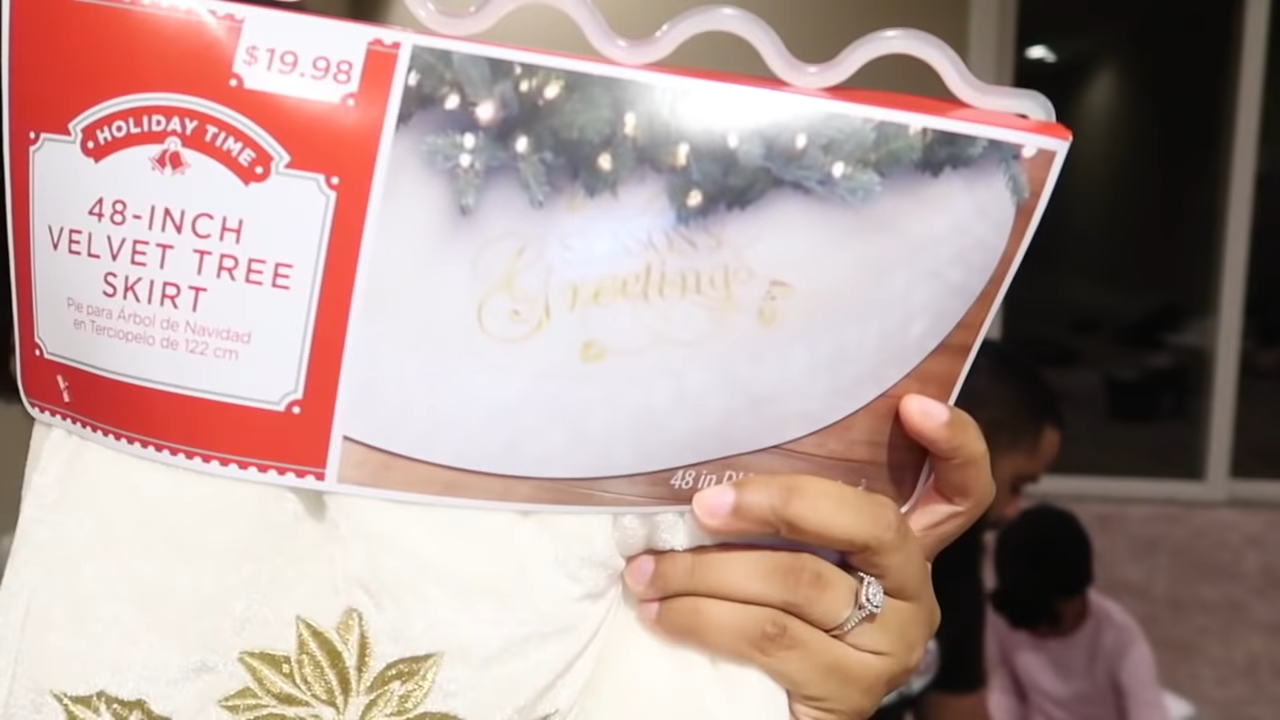 $19.98
HOLIDAY TIME
48-INCH
VELVET TREE
SKIRT
Pie para Árbol de Navidad
en Terciopelo de 122 cm
Greetings
48 in